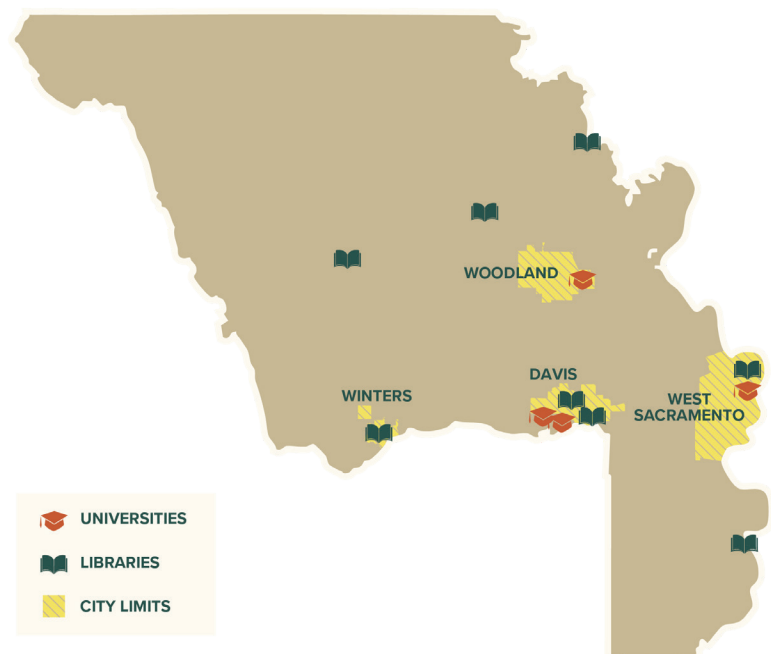 WOODLAND
DAVIS
WINTERS
WEST
SACRAMENTO
UNIVERSITIES
LIBRARIES
CITY LIMITS